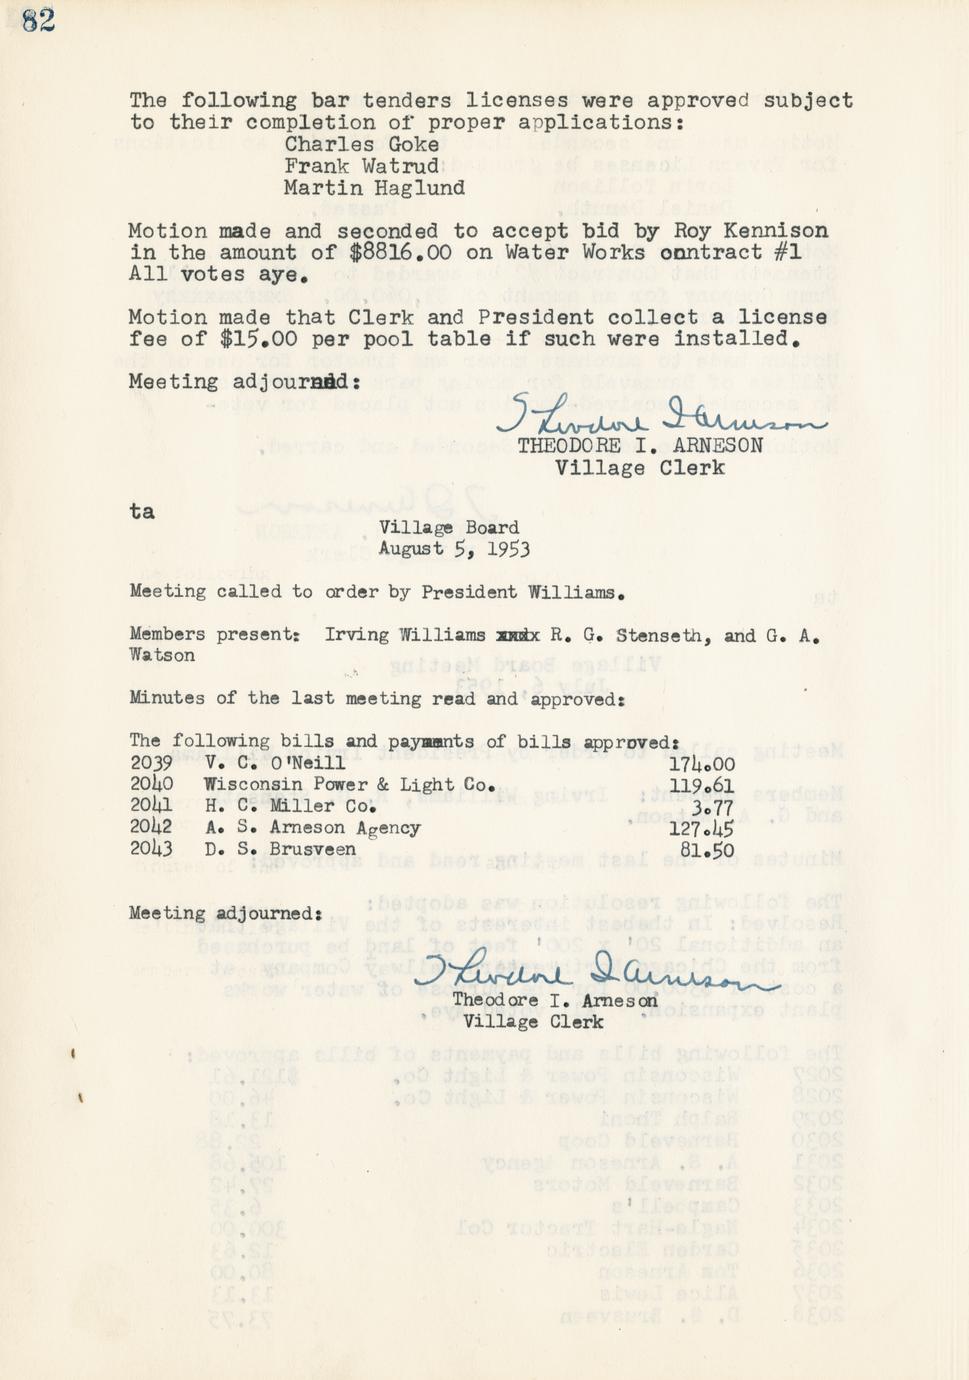 82
The following bar tenders licenses were approved subject
to their completion of proper applications:
Charles Goke
Frank Watrud
Martin Haglund
Motion made and seconded to accept bid by Roy Kennison
in the amount of $8816.00 on Water Works contract #1
All votes aye.
Motion made that Clerk and President collect a license
fee of $15.00 per pool table if such were installed.
Meeting adjourned:
Theodore I Arneson
THEODORE I. ARNESON
Village Clerk
ta
Village Board
August 5, 1953
Meeting called to order by President Williams.
Members present: Irving Williams R. G. Stenseth, and G. A.
Watson
Minutes of the last meeting read and approved:
The following bills and payments of bills approved:
2039 V. C. O'Neill 174.00
2040 Wisconsin Power & Light Co. 119.61
2041 H. C. Miller Co. 3.77
2042 A. S. Arneson Agency 127.45
2043 D. S. Brusveen 81.50
Meeting adjourned:
Theodore I Arneson
Theodore I. Arneson
Village Clerk